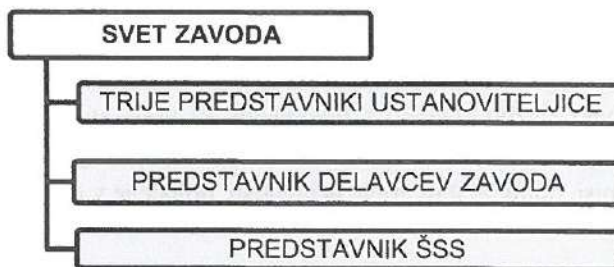 SVET ZAVODA
TRIJE PREDSTAVNIKI USTANOVITELJICE
PREDSTAVNIK DELAVCEV ZAVODA
PREDSTAVNIK ŠSS